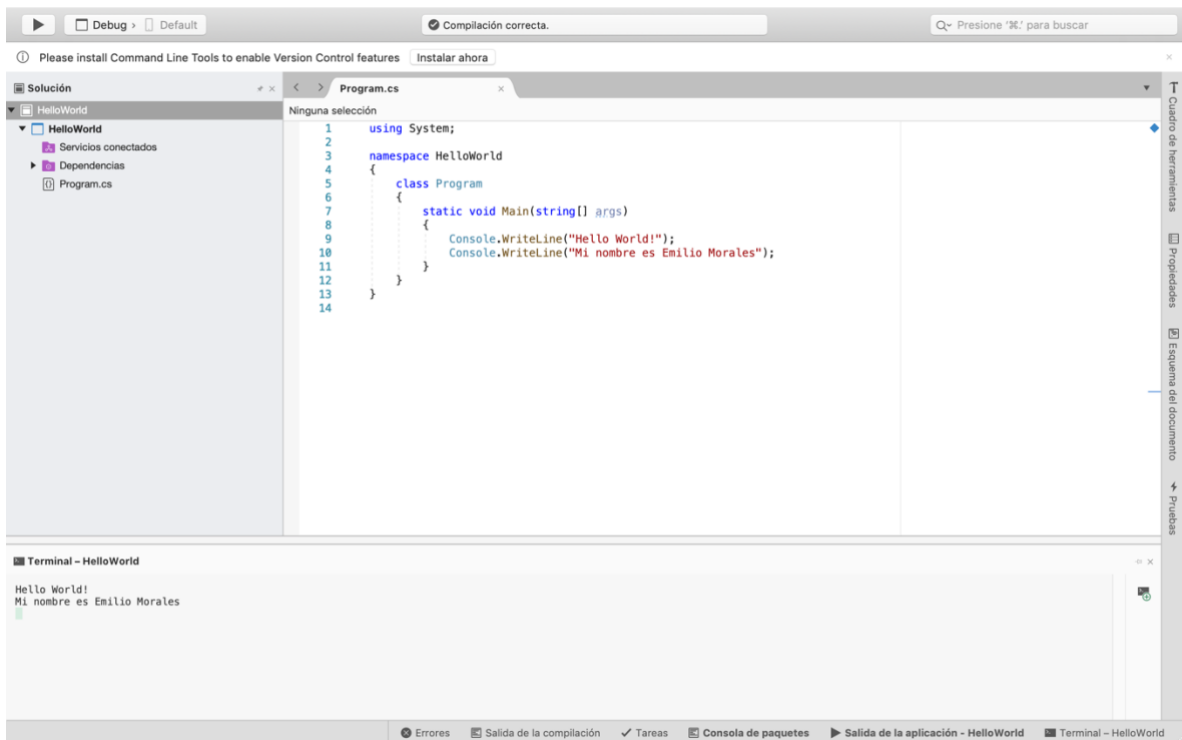 Debug › Default
Compilación correcta.
Presione '⌘.' para buscar
Please install Command Line Tools to enable Version Control features Instalar ahora
Solución
HelloWorld
HelloWorld
Servicios conectados
Dependencias
Program.cs
Program.cs
Ninguna selección
1 using System;
2
3 namespace HelloWorld
4 {
5 class Program
6 {
7 static void Main(string[] args)
8 {
9 Console.WriteLine("Hello World!");
10 Console.WriteLine("Mi nombre es Emilio Morales");
11 }
12 }
13 }
14
Cuadro de herramientas
Propiedades
Esquema del documento
Pruebas
Terminal – HelloWorld
Hello World!
Mi nombre es Emilio Morales
Errores Salida de la compilación Tareas Consola de paquetes Salida de la aplicación - HelloWorld Terminal – HelloWorld